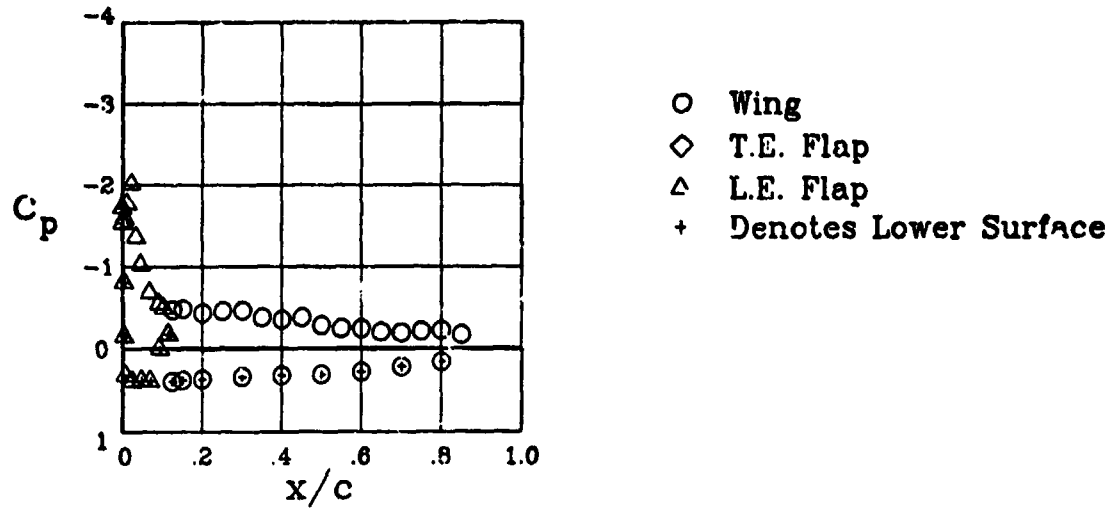 -4
-3
-2
Cp
-1
0
1
0 .2 .4 .6 .8 1.0
x/c
Wing
T.E. Flap
L.E. Flap
+ Denotes Lower Surface